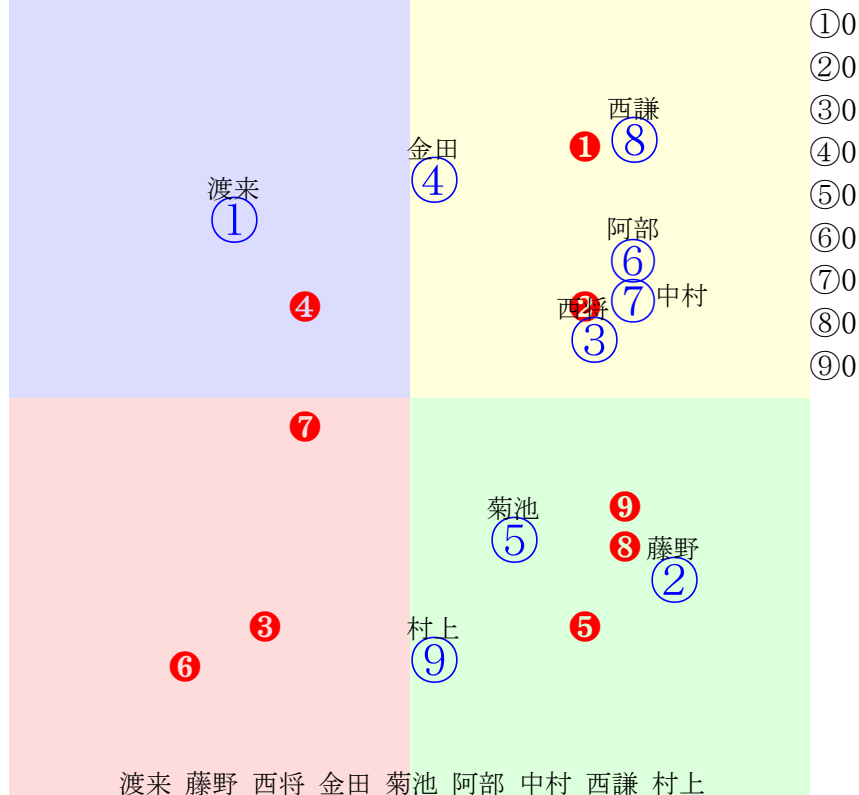 ①0
②0
③0
④0
⑤0
⑥0
⑦0
⑧0
⑨0
西謙
❶ ⑧
金田
④
渡来
①
阿部
⑥
❹ 西将 ❷ ⑦ 中村
③
❼
菊池 ❾
⑤ ❽ 藤野
②
❸ 村上 ❺
❻ ⑨
渡来 藤野 西将 金田 菊池 阿部 中村 西謙 村上